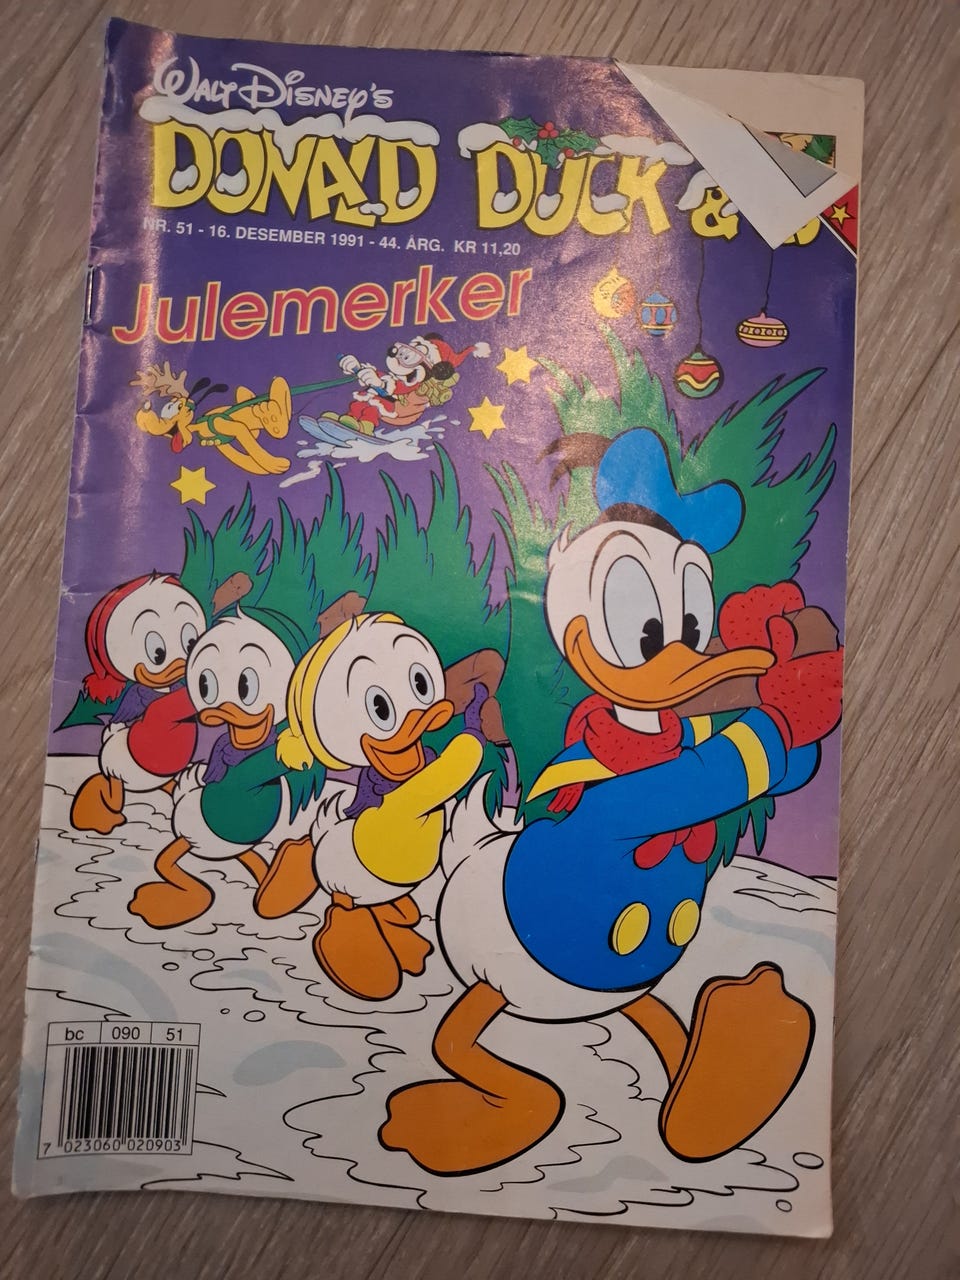 WALT DISNEY'S
DONALD DUCK &
NR. 51 - 16. DESEMBER 1991 - 44. ÅRG. KR 11,20
Julemerker
bc 090 51
7 023060 020903